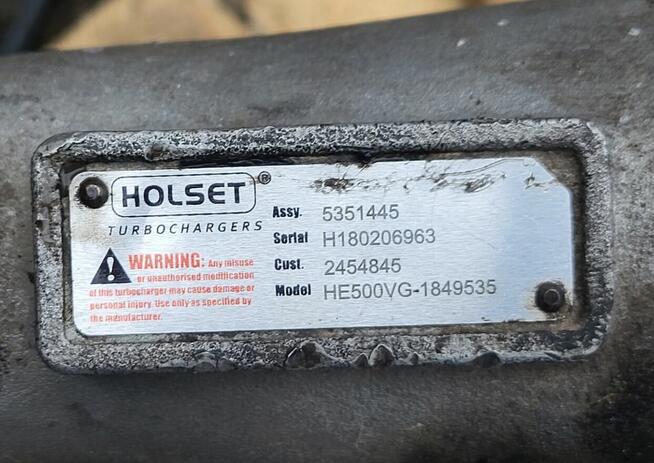 HOLSET®
TURBOCHARGERS
WARNING: Any misuse
or unauthorised modification
of this turbocharger may cause damage or
personal injury. Use only as specified by
the manufacturer.
Assy. 5351445
Serial H180206963
Cust. 2454845
Model HE500VG-1849535